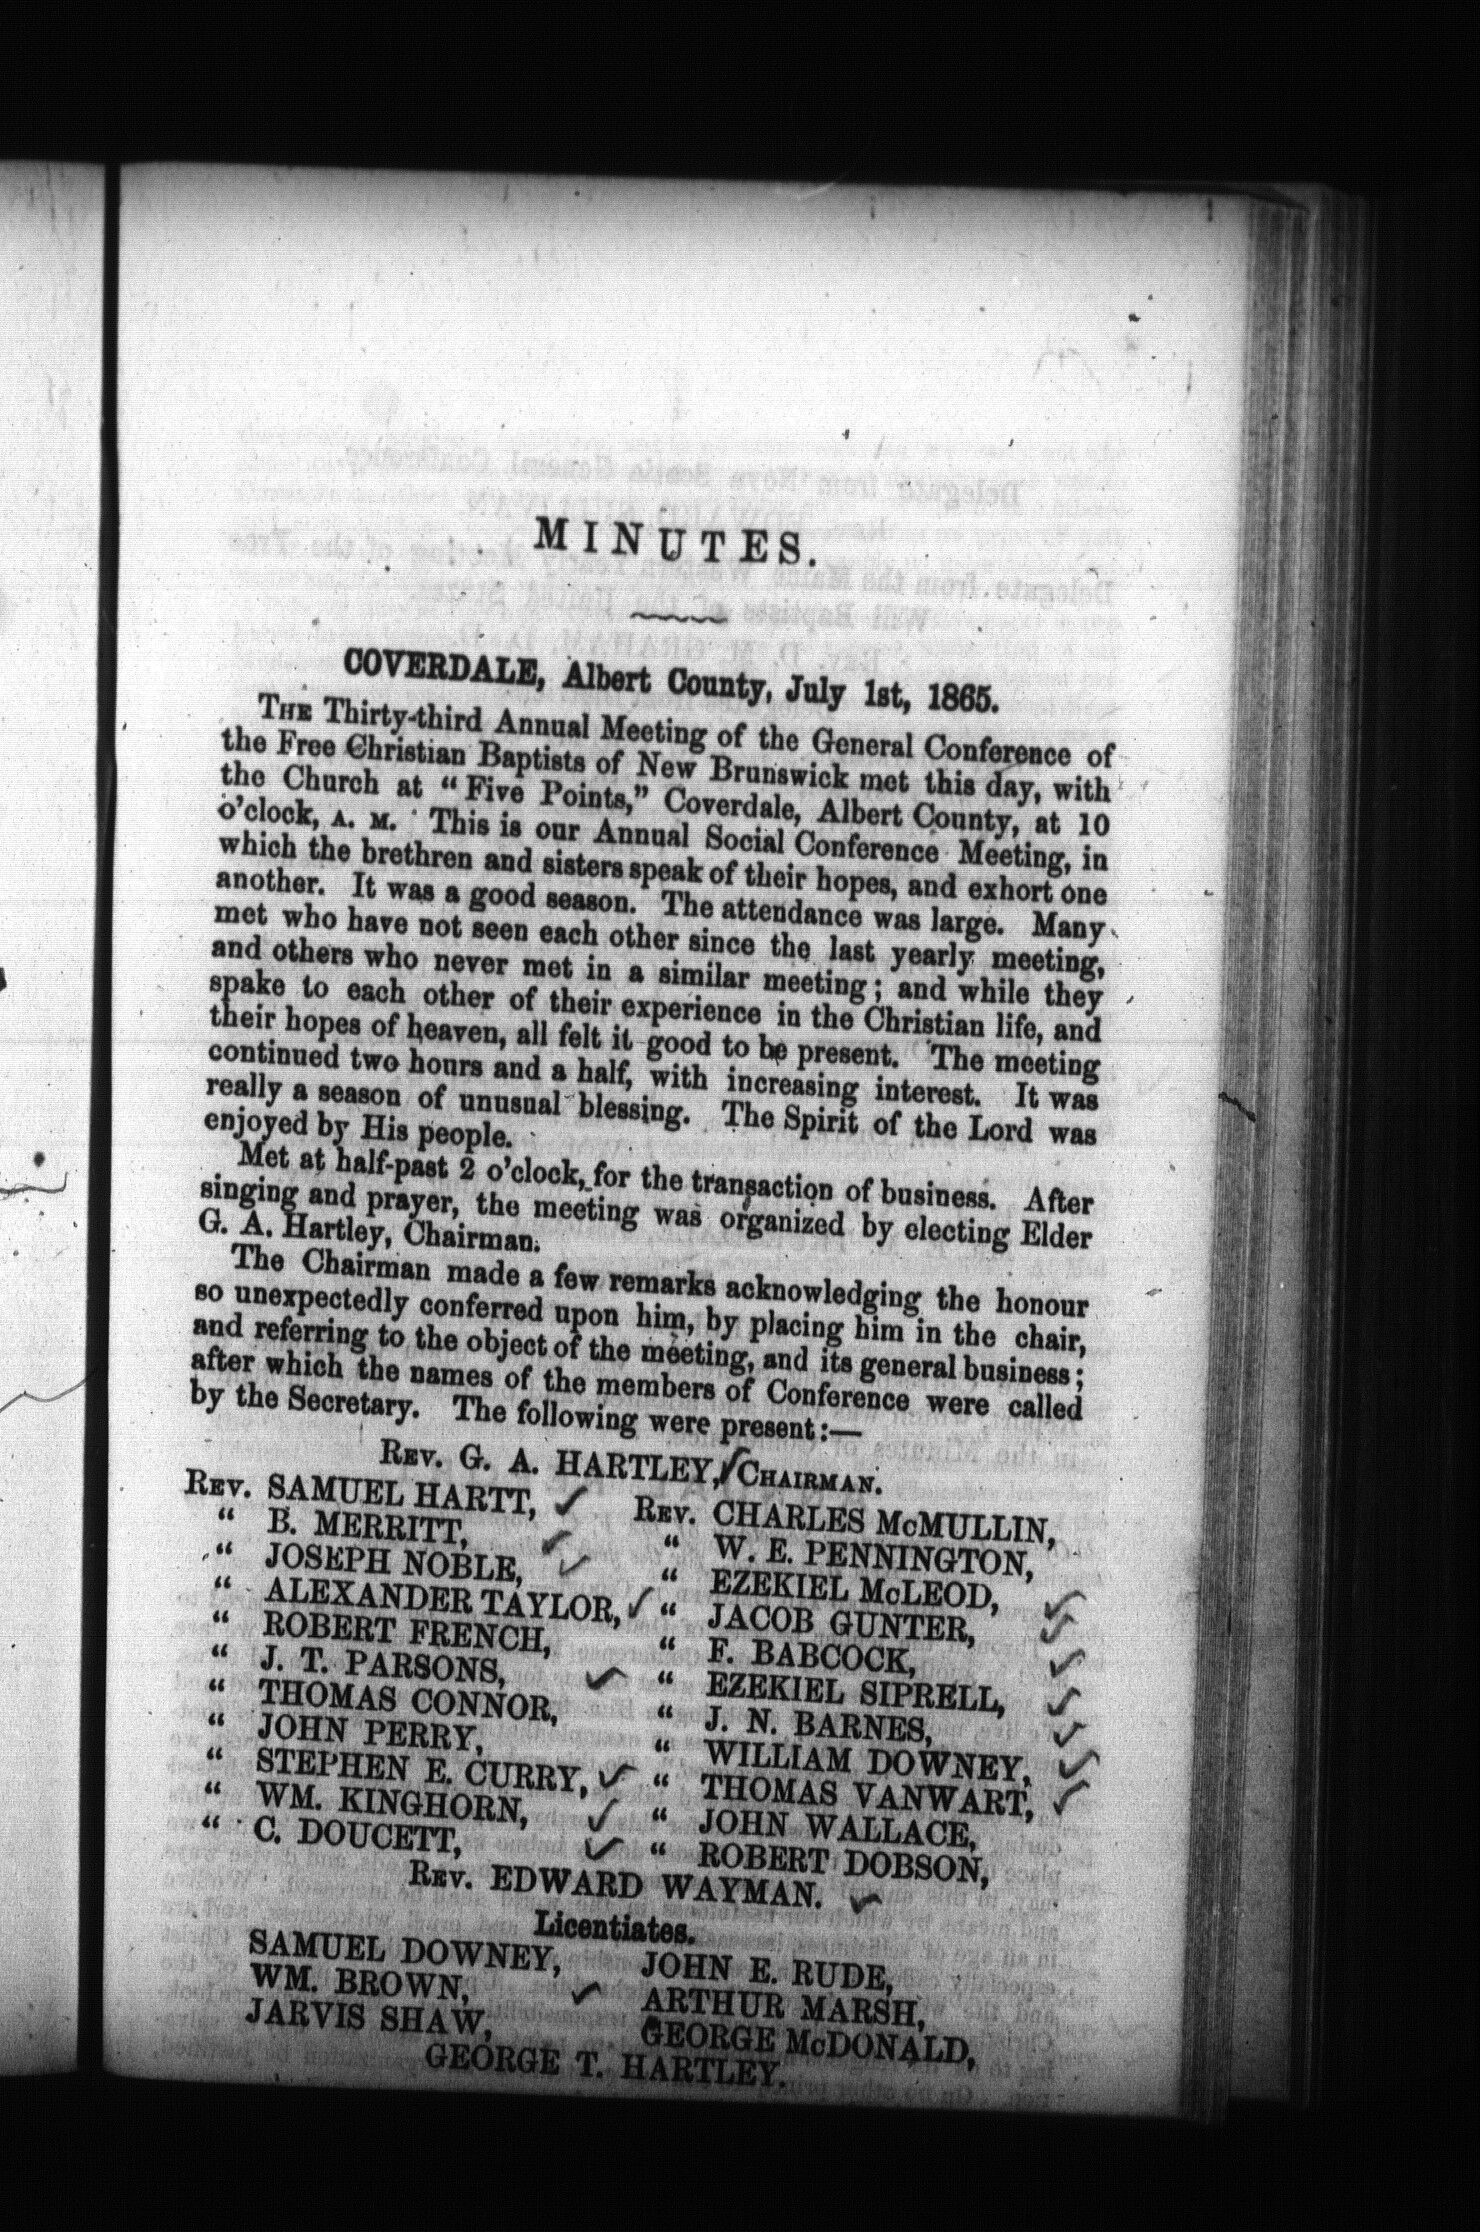 MINUTES.
COVERDALE, Albert County, July 1st, 1865.
THE Thirty-third Annual Meeting of the General Conference of
the Free Christian Baptists of New Brunswick met this day, with
the Church at “Five Points,” Coverdale, Albert County, at 10
o’clock, A. M. This is our Annual Social Conference Meeting, in
which the brethren and sisters speak of their hopes, and exhort one
another. It was a good season. The attendance was large. Many
met who have not seen each other since the last yearly meeting,
and others who never met in a similar meeting; and while they
spake to each other of their experience in the Christian life, and
their hopes of heaven, all felt it good to be present. The meeting
continued two hours and a half, with increasing interest. It was
really a season of unusual blessing. The Spirit of the Lord was
enjoyed by His people.
Met at half-past 2 o’clock, for the transaction of business. After
singing and prayer, the meeting was organized by electing Elder
G. A. Hartley, Chairman.
The Chairman made a few remarks acknowledging the honour
so unexpectedly conferred upon him, by placing him in the chair,
and referring to the object of the meeting, and its general business;
after which the names of the members of Conference were called
by the Secretary. The following were present:—
REV. G. A. HARTLEY, CHAIRMAN.
REV. SAMUEL HARTT, REV. CHARLES McMULLIN,
“ B. MERRITT, “ W. E. PENNINGTON,
“ JOSEPH NOBLE, “ EZEKIEL McLEOD,
“ ALEXANDER TAYLOR, “ JACOB GUNTER,
“ ROBERT FRENCH, “ F. BABCOCK,
“ J. T. PARSONS, “ EZEKIEL SIPRELL,
“ THOMAS CONNOR, “ J. N. BARNES,
“ JOHN PERRY, “ WILLIAM DOWNEY,
“ STEPHEN E. CURRY, “ THOMAS VANWART,
“ WM. KINGHORN, “ JOHN WALLACE,
“ C. DOUCETT, “ ROBERT DOBSON,
REV. EDWARD WAYMAN.
Licentiates.
SAMUEL DOWNEY, JOHN E. RUDE,
WM. BROWN, ARTHUR MARSH,
JARVIS SHAW, GEORGE McDONALD,
GEORGE T. HARTLEY.